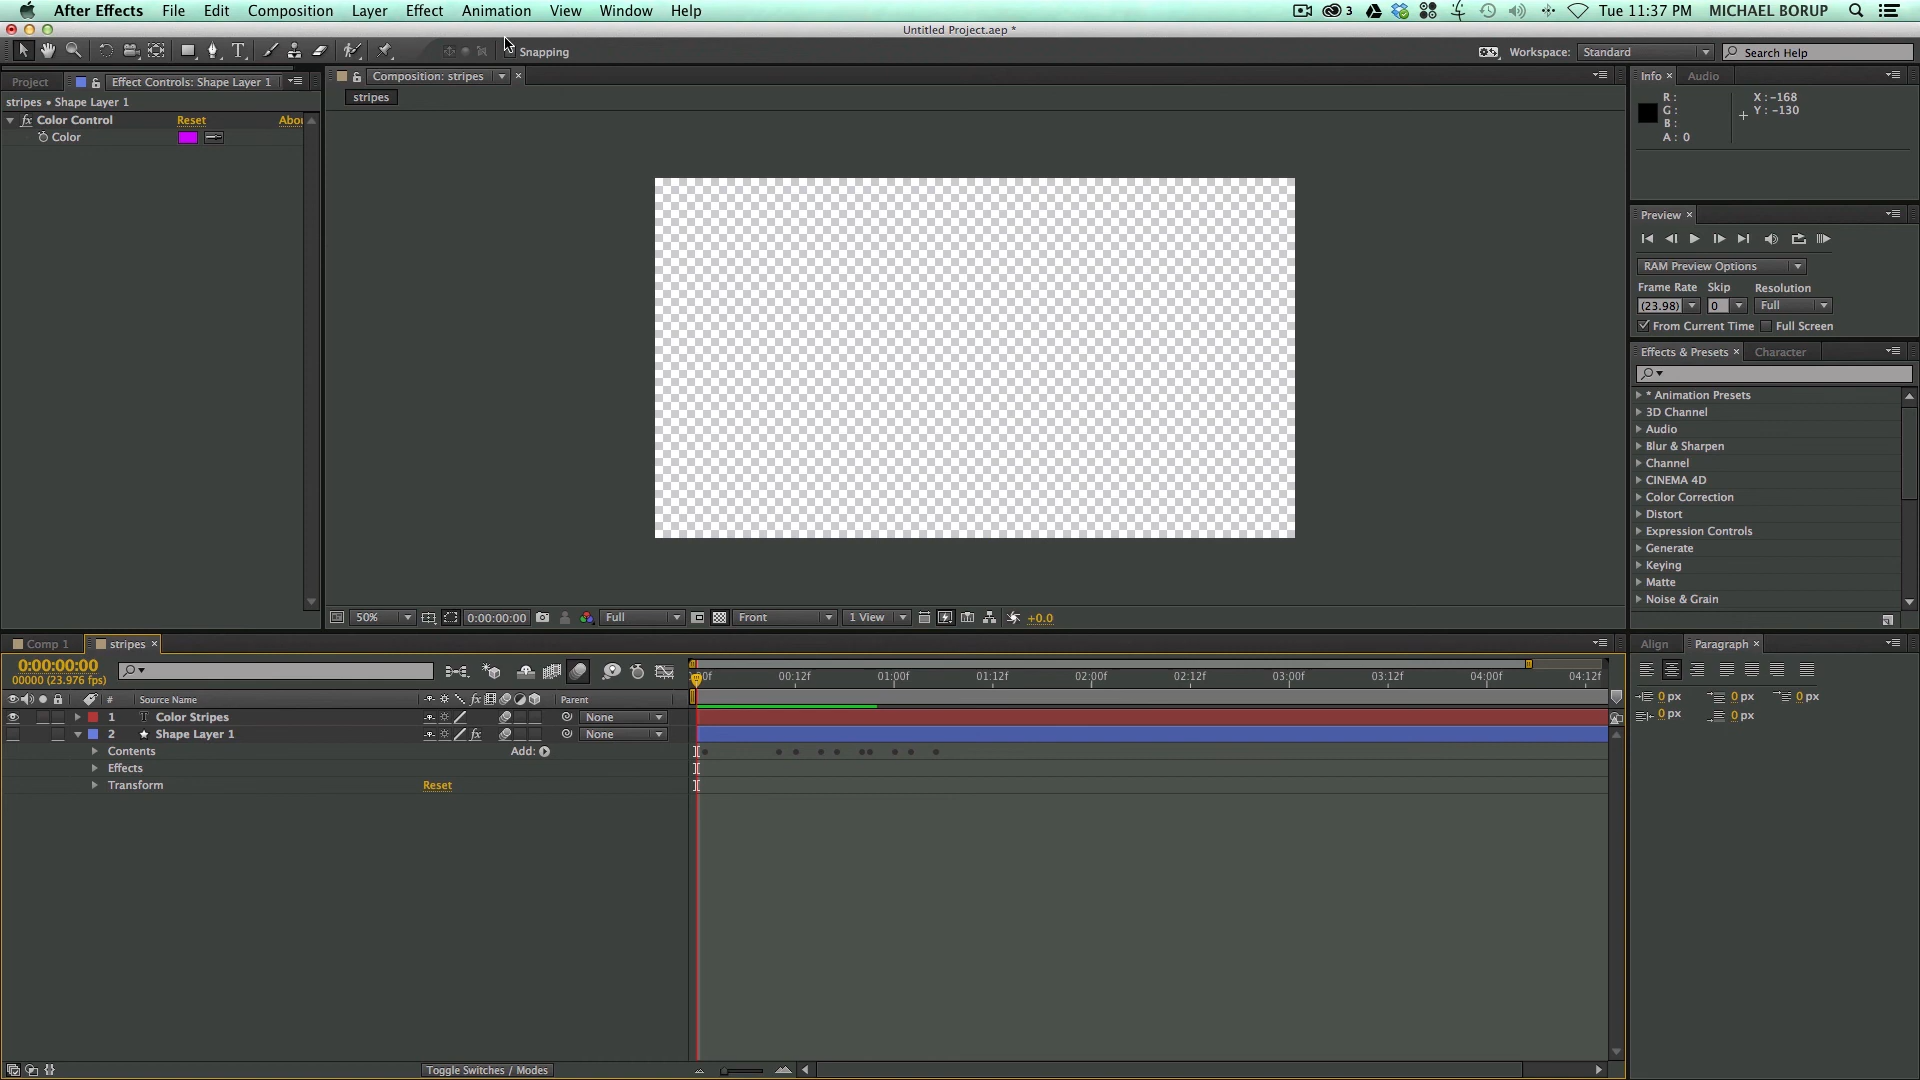 After Effects File Edit Composition Layer Effect Animation View Window Help 3 Tue 11:37 PM MICHAEL BORUP
Untitled Project.aep *
Snapping Workspace: Standard Search Help
Project Effect Controls: Shape Layer 1 Composition: stripes Info Audio
stripes • Shape Layer 1 stripes
R: X: -168
G: Y: -130
B:
A: 0
Color Control Reset Abou
Color
Preview
RAM Preview Options
Frame Rate Skip Resolution
(23.98) 0 Full
From Current Time Full Screen
Effects & Presets Character
* Animation Presets
3D Channel
Audio
Blur & Sharpen
Channel
CINEMA 4D
Color Correction
Distort
Expression Controls
Generate
Keying
Matte
Noise & Grain
50% 0:00:00:00 Full Front 1 View +0.0
Comp 1 stripes Align Paragraph
0:00:00:00
00000 (23.976 fps)
00:12f 01:00f 01:12f 02:00f 02:12f 03:00f 03:12f 04:00f 04:12f
# Source Name fx Parent
0 px 0 px 0 px
0 px 0 px
1 T Color Stripes None
2 Shape Layer 1 fx None
Contents Add:
Effects
Transform Reset
Toggle Switches / Modes